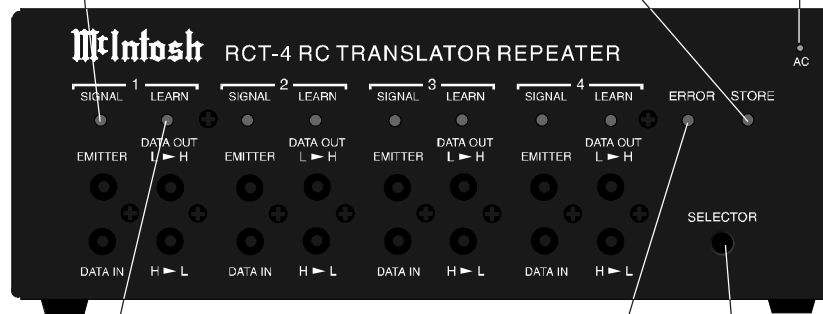 McIntosh RCT-4 RC TRANSLATOR REPEATER
AC
1 2 3 4
SIGNAL LEARN SIGNAL LEARN SIGNAL LEARN SIGNAL LEARN ERROR STORE
DATA OUT DATA OUT DATA OUT DATA OUT
EMITTER L ► H EMITTER L ► H EMITTER L ► H EMITTER L ► H
SELECTOR
DATA IN H ► L DATA IN H ► L DATA IN H ► L DATA IN H ► L